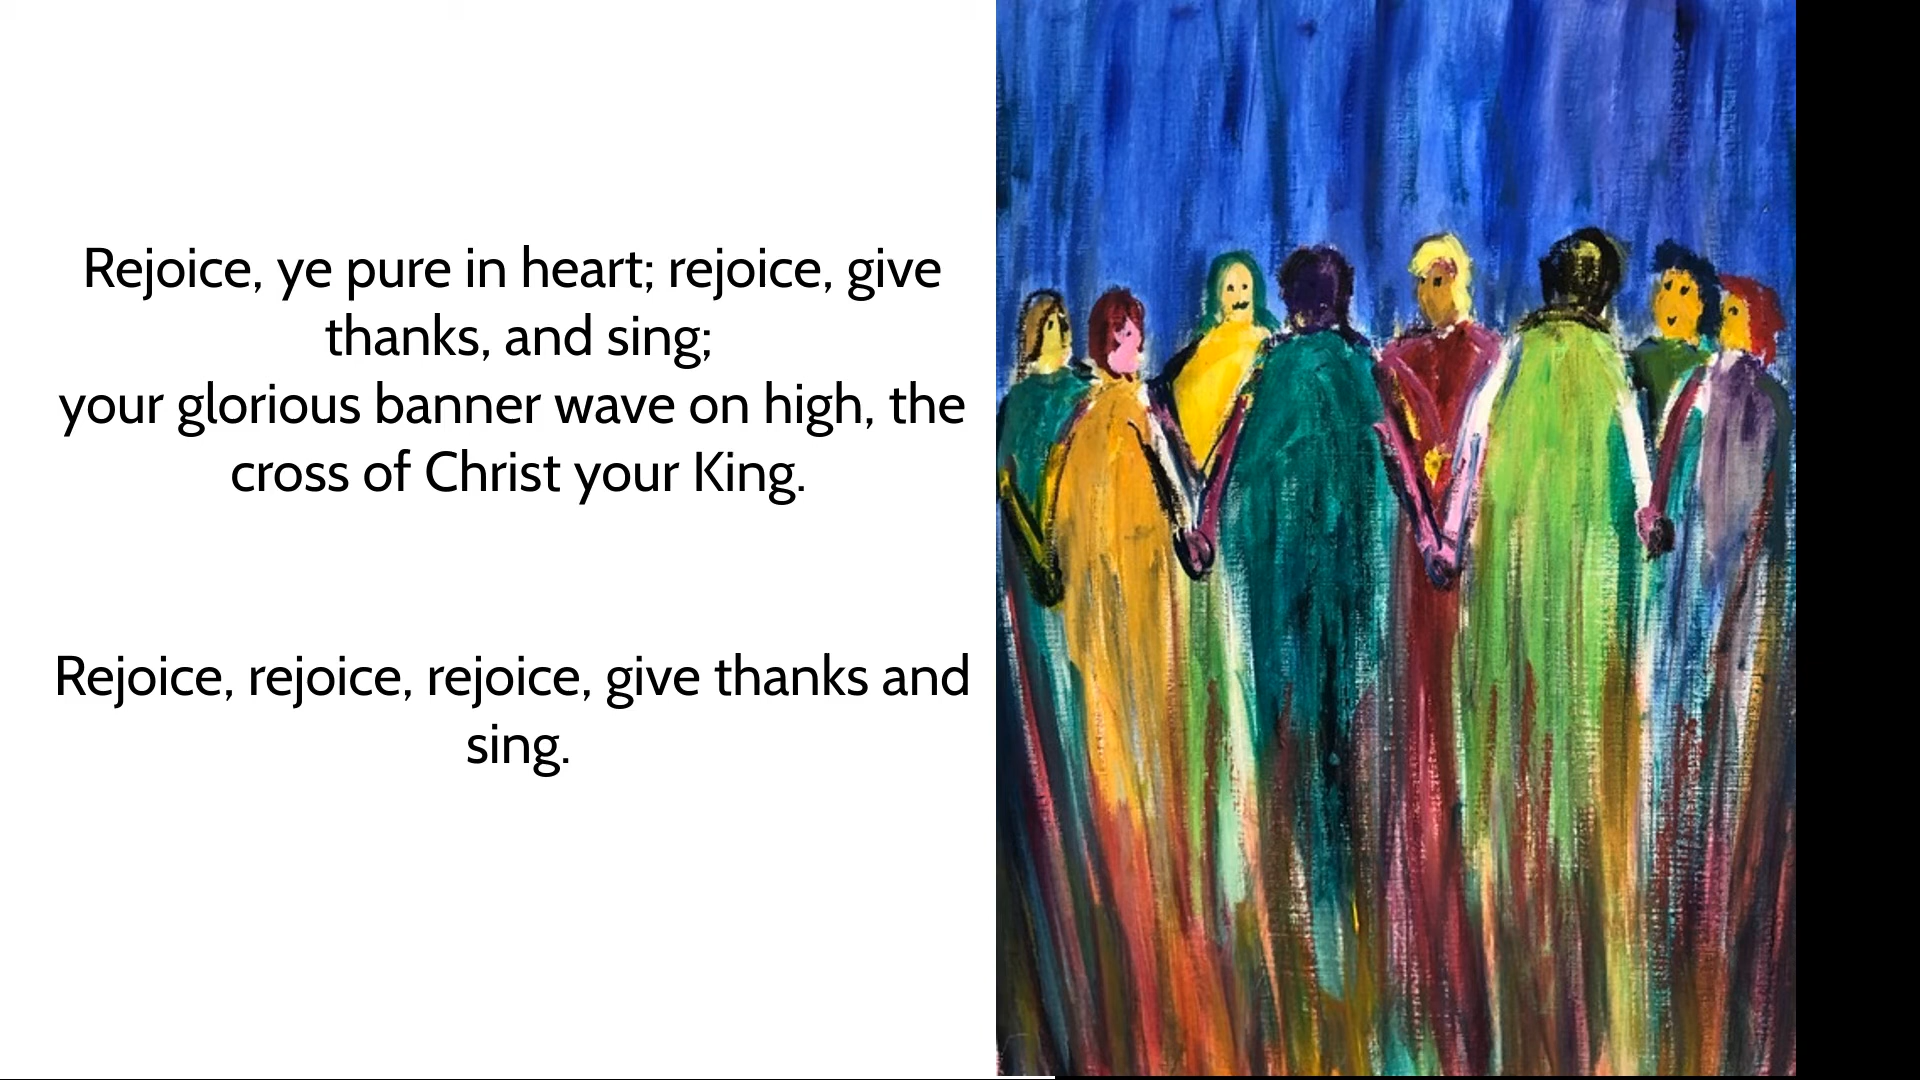 Rejoice, ye pure in heart; rejoice, give
thanks, and sing;
your glorious banner wave on high, the
cross of Christ your King.
Rejoice, rejoice, rejoice, give thanks and
sing.